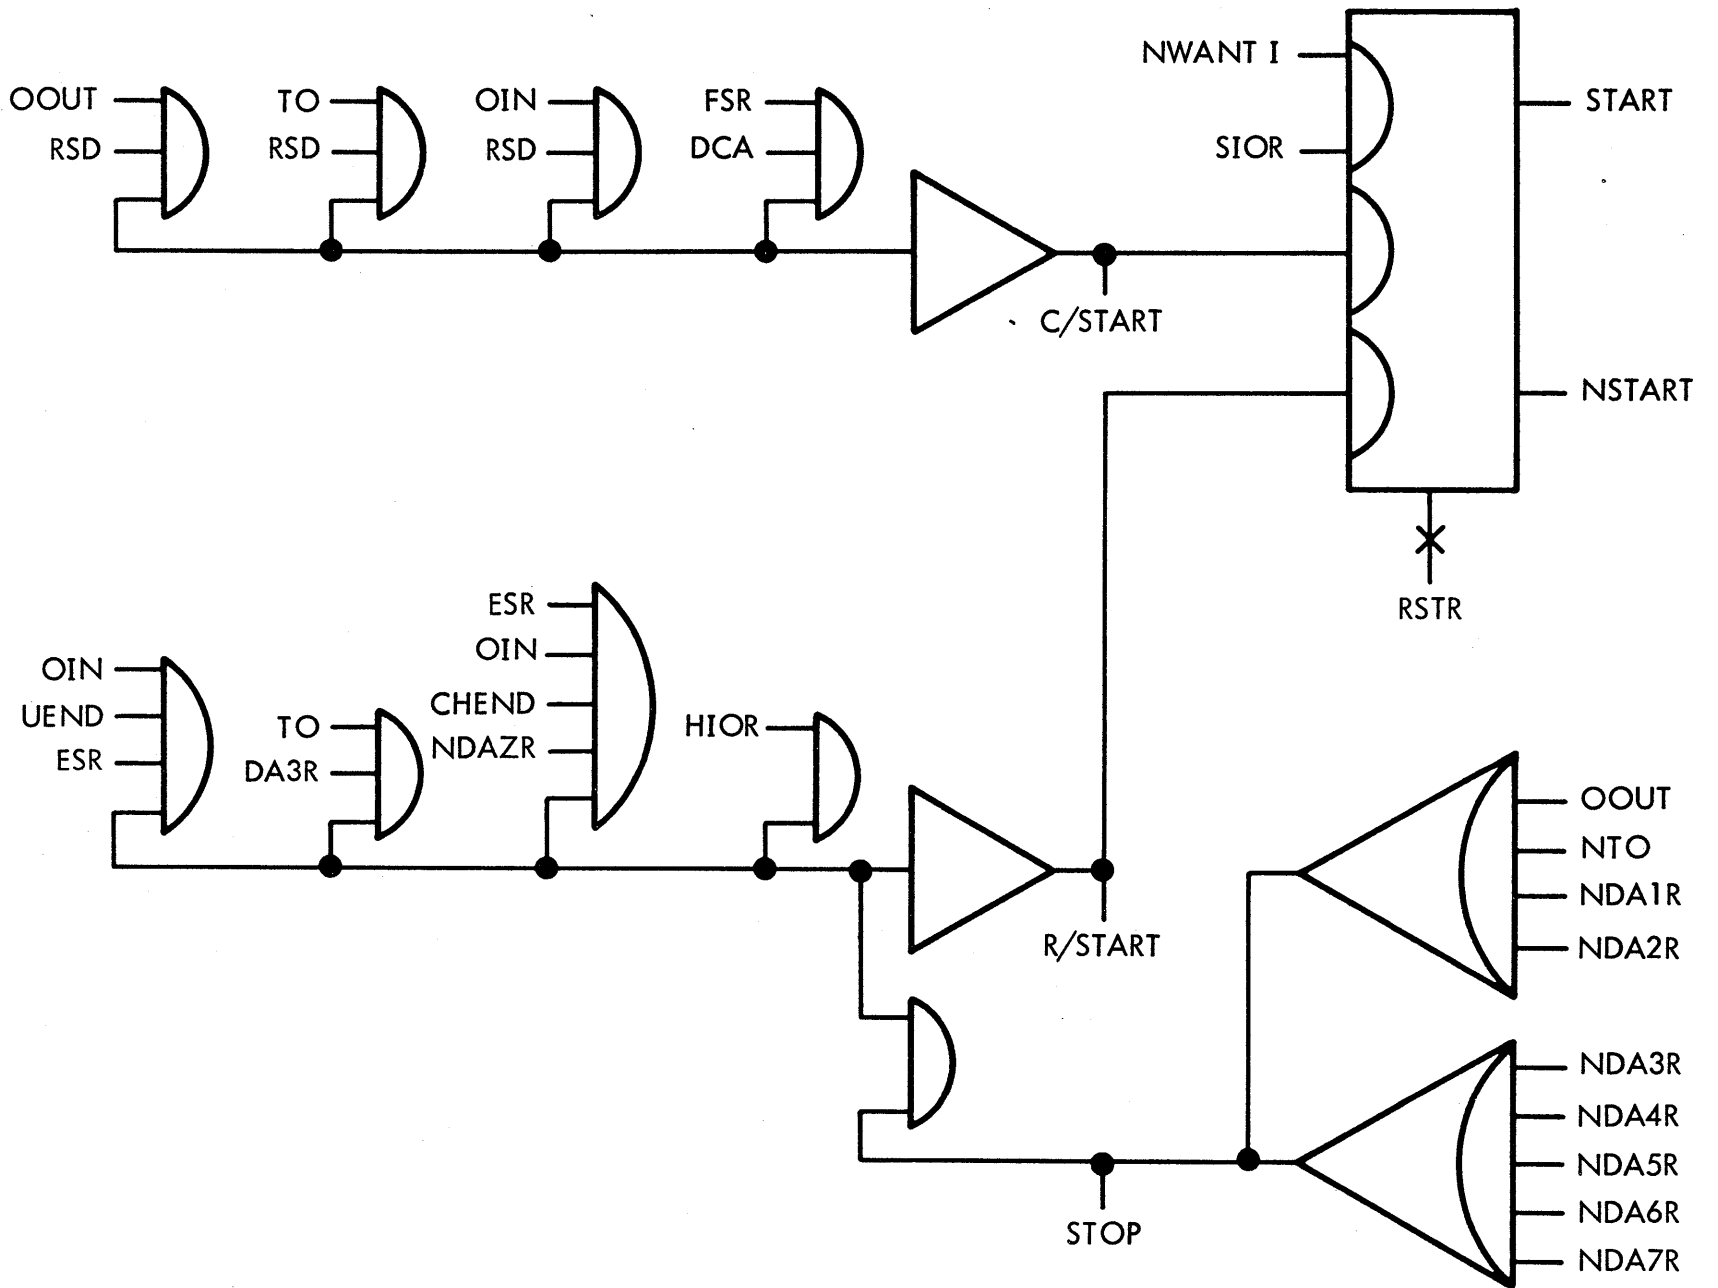 NWANT I
OOUT
TO
OIN
FSR
START
RSD
RSD
RSD
DCA
SIOR
C/START
NSTART
RSTR
ESR
OIN
OIN
CHEND
UEND
TO
HIOR
NDAZR
ESR
DA3R
OOUT
NTO
NDA1R
R/START
NDA2R
NDA3R
NDA4R
NDA5R
NDA6R
STOP
NDA7R